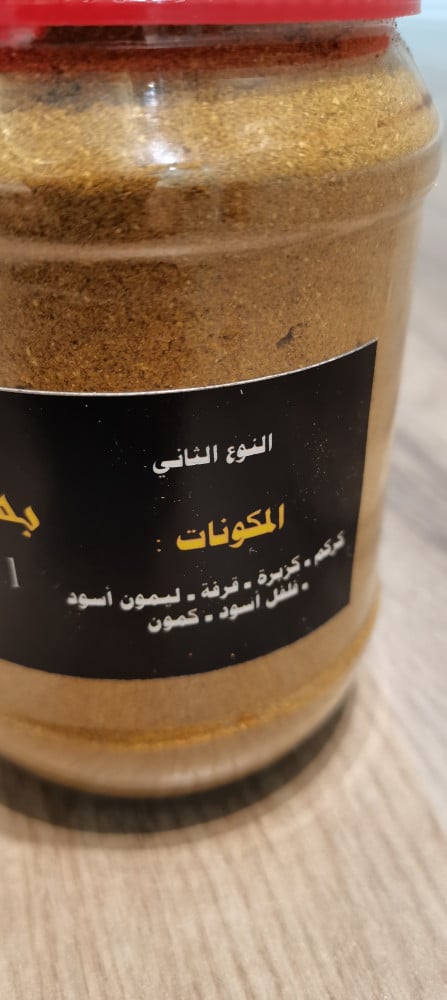 النوع الثاني
المكونات :
كركم - كزبرة - قرفة - ليمون أسود
- فلفل أسود - كمون